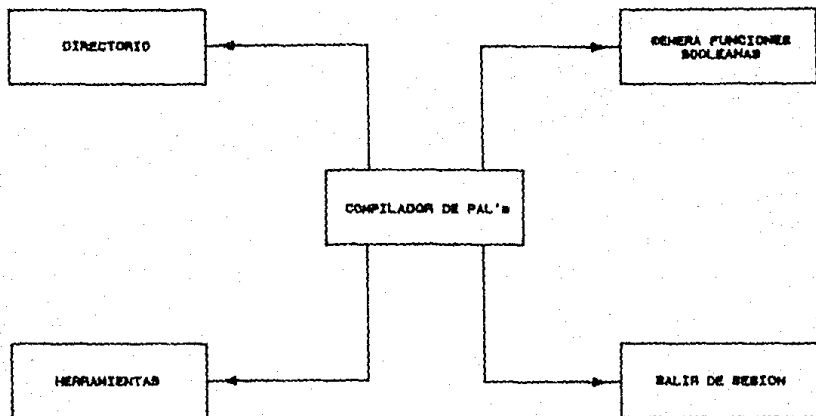 DIRECTORIO
GENERA FUNCIONES
BOOLEANAS
COMPILADOR DE PAL's
HERRAMIENTAS
SALIR DE SESION